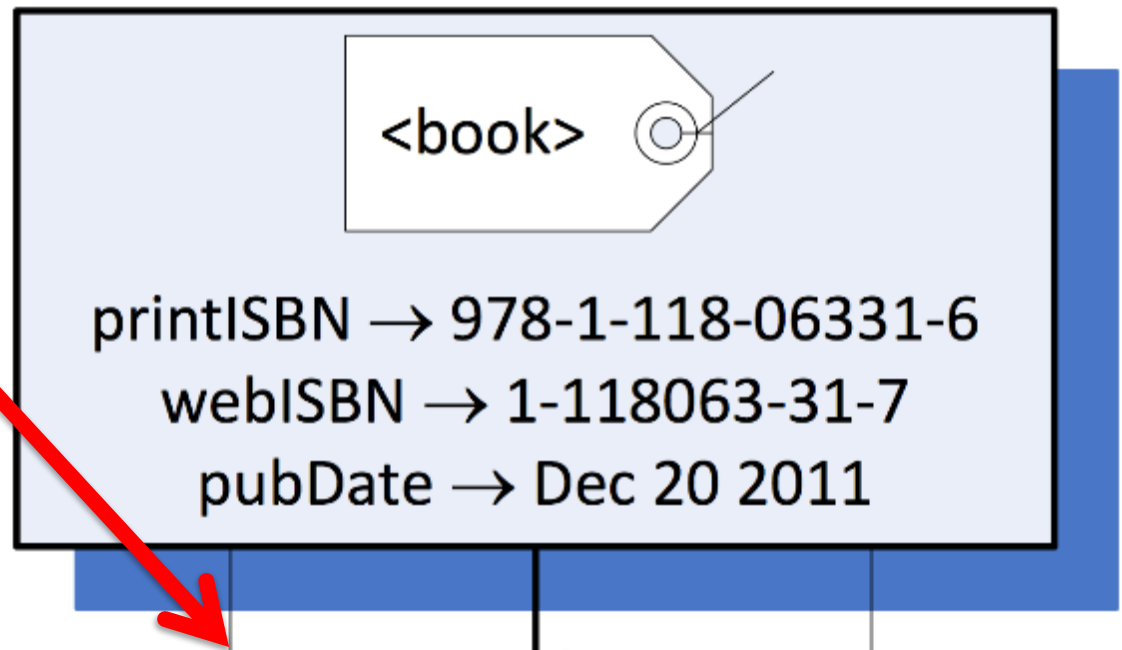 <book>
printISBN → 978-1-118-06331-6
webISBN → 1-118063-31-7
pubDate → Dec 20 2011